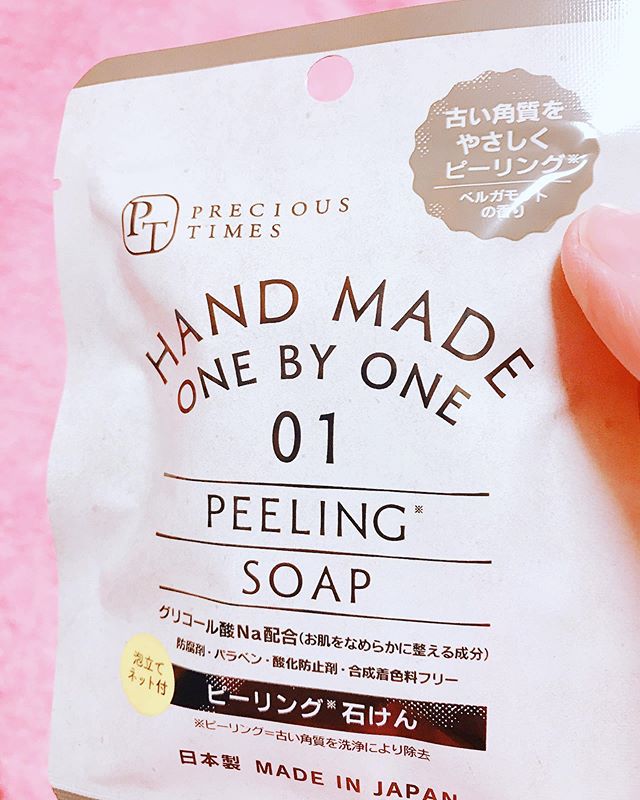 古い角質を
やさしく
ピーリング※
ベルガモットの香り
PT
PRECIOUS
TIMES
HAND MADE
ONE BY ONE
01
PEELING※
SOAP
グリコール酸Na配合(お肌をなめらかに整える成分)
防腐剤・パラベン・酸化防止剤・合成着色料フリー
泡立て
ネット付
ピーリング※石けん
※ピーリング=古い角質を洗浄により除去
日本製 MADE IN JAPAN